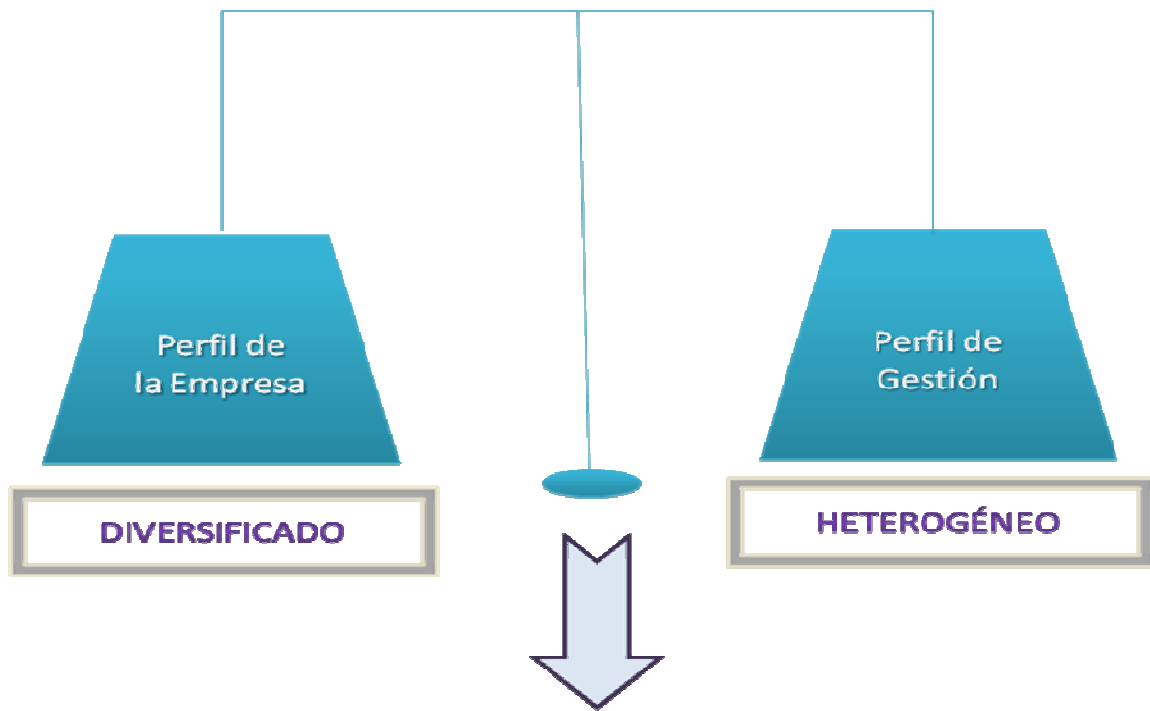 Perfil de
la Empresa
DIVERSIFICADO
Perfil de
Gestión
HETEROGÉNEO